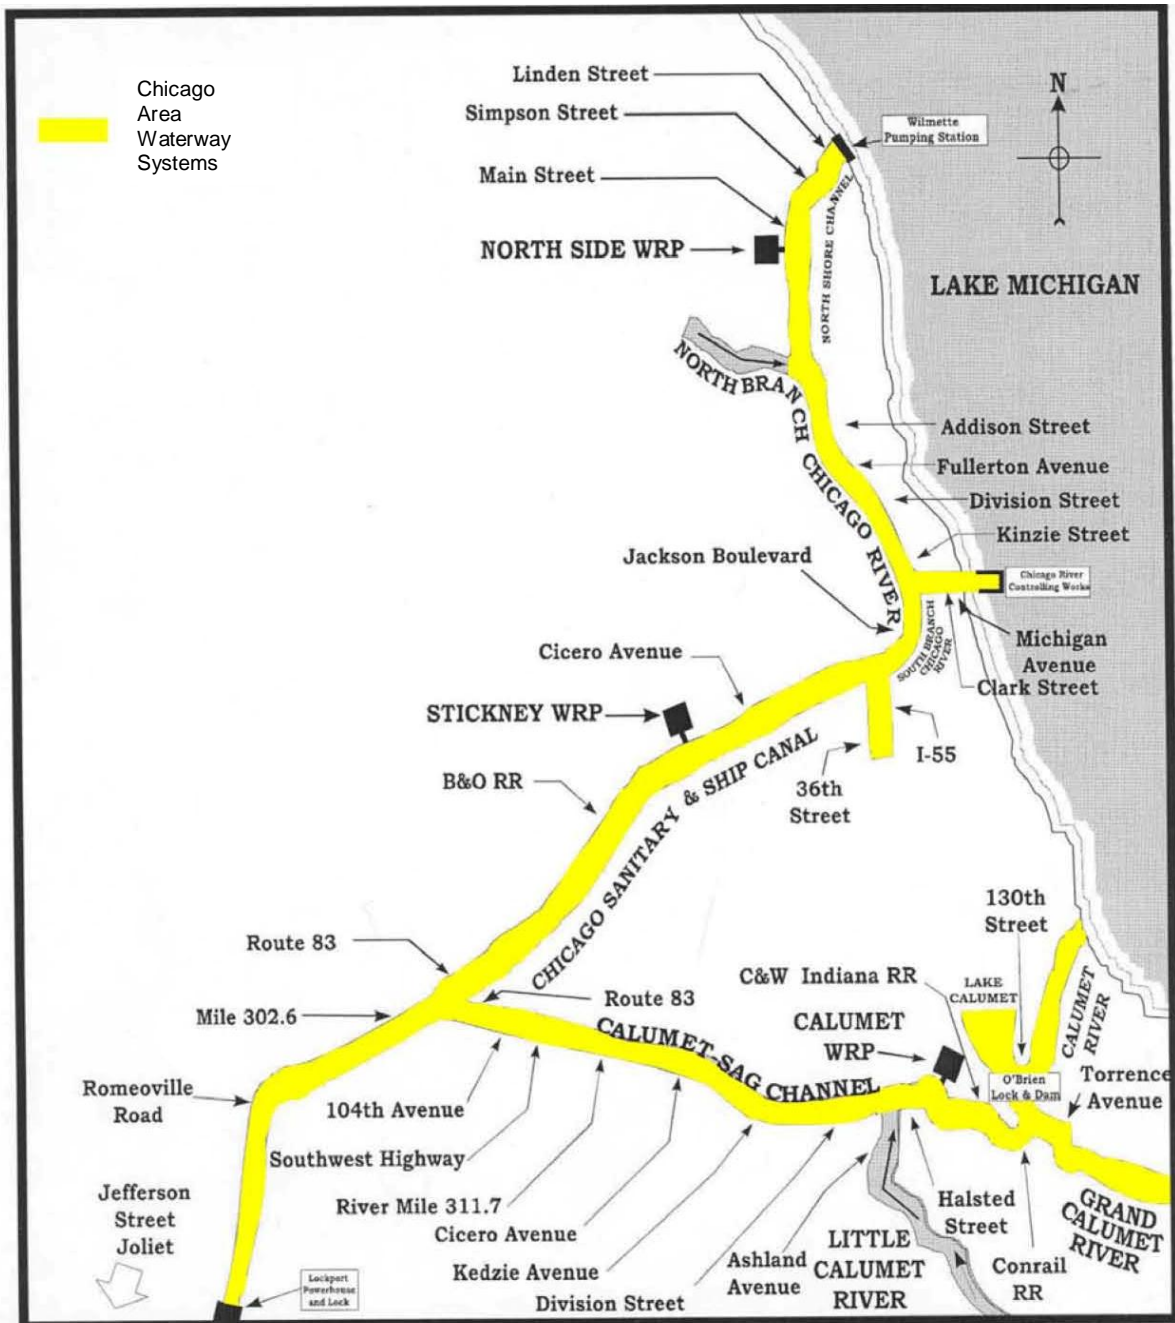 Chicago
Area
Waterway
Systems
Linden Street
Simpson Street
Main Street
N
Wilmette
Pumping Station
NORTH SIDE WRP
NORTH SHORE CHANNEL
LAKE MICHIGAN
NORTH BRANCH CHICAGO RIVER
Addison Street
Fullerton Avenue
Division Street
Kinzie Street
Jackson Boulevard
Chicago River
Controlling Works
SOUTH BRANCH
CHICAGO
RIVER
Michigan
Avenue
Clark Street
Cicero Avenue
STICKNEY WRP
I-55
36th
Street
B&O RR
CHICAGO SANITARY & SHIP CANAL
130th
Street
Route 83
C&W Indiana RR
LAKE
CALUMET
CALUMET
RIVER
Route 83
Mile 302.6
CALUMET-SAG CHANNEL
CALUMET
WRP
O'Brien
Lock & Dam
Torrence
Avenue
Romeoville
Road
104th Avenue
Southwest Highway
River Mile 311.7
Cicero Avenue
Kedzie Avenue
Division Street
Ashland
Avenue
LITTLE
CALUMET
RIVER
Halsted
Street
Conrail
RR
GRAND
CALUMET
RIVER
Jefferson
Street
Joliet
Lockport
Powerhouse
and Lock